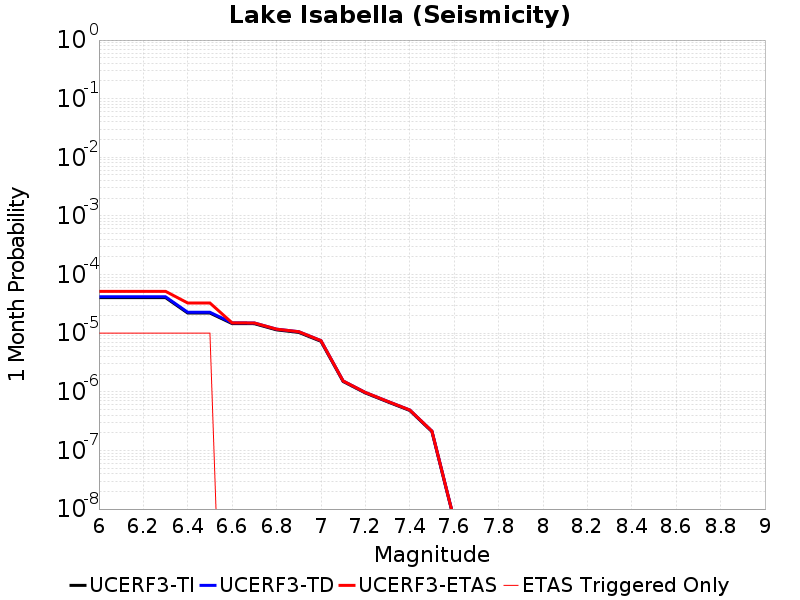 Lake Isabella (Seismicity)
1 Month Probability
10^0
10^-1
10^-2
10^-3
10^-4
10^-5
10^-6
10^-7
10^-8
6 6.2 6.4 6.6 6.8 7 7.2 7.4 7.6 7.8 8 8.2 8.4 8.6 8.8 9
Magnitude
UCERF3-TI UCERF3-TD UCERF3-ETAS ETAS Triggered Only